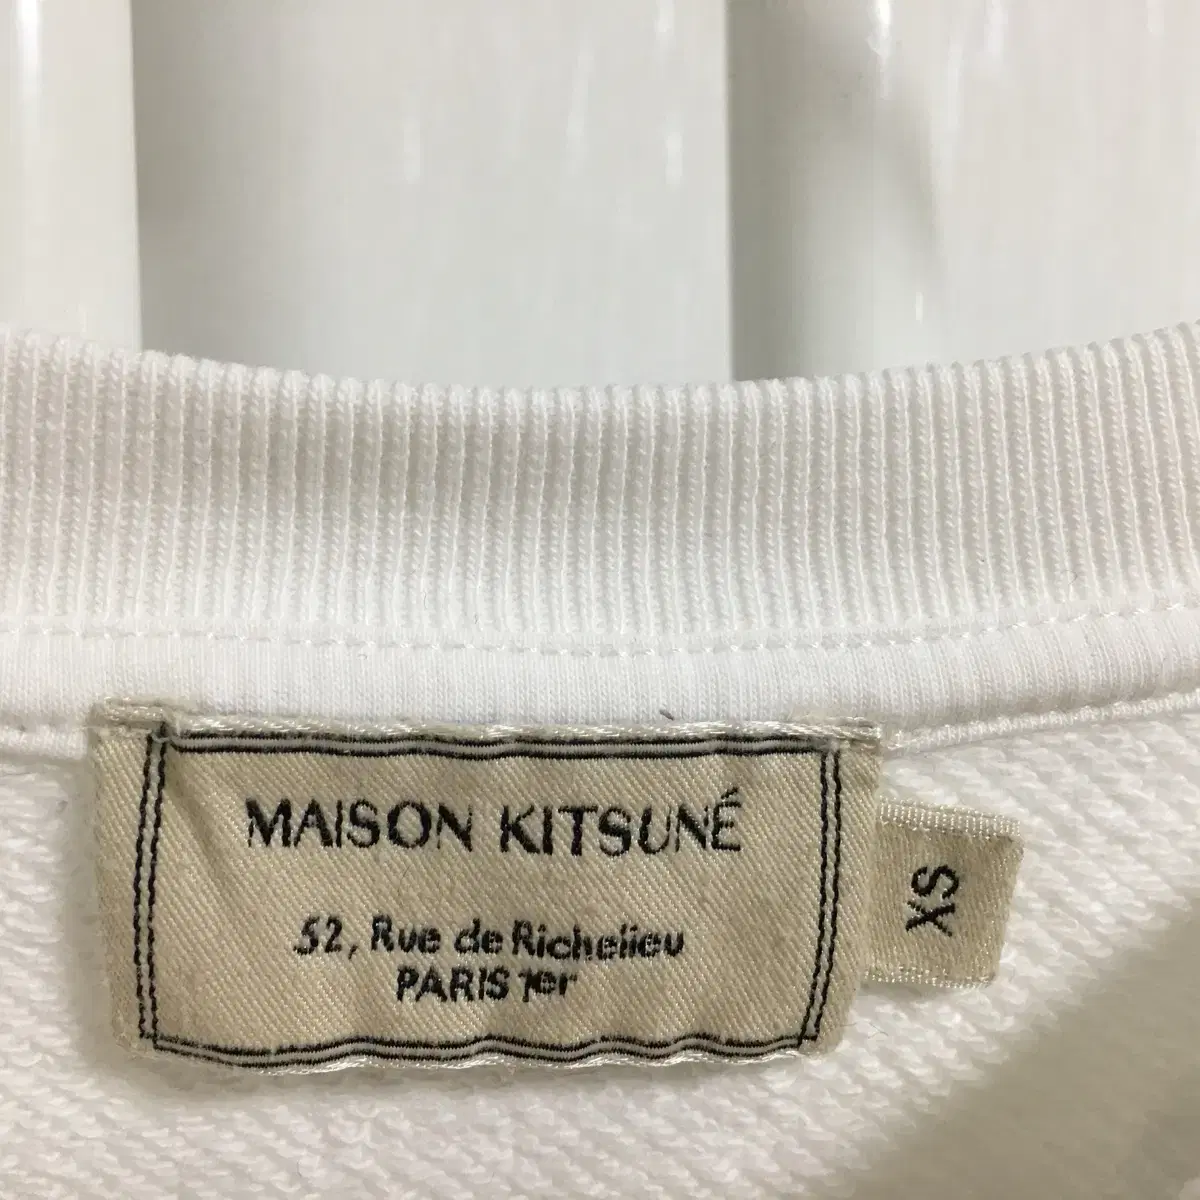 MAISON KITSUNÉ
52, Rue de Richelieu
PARIS 1er
XS